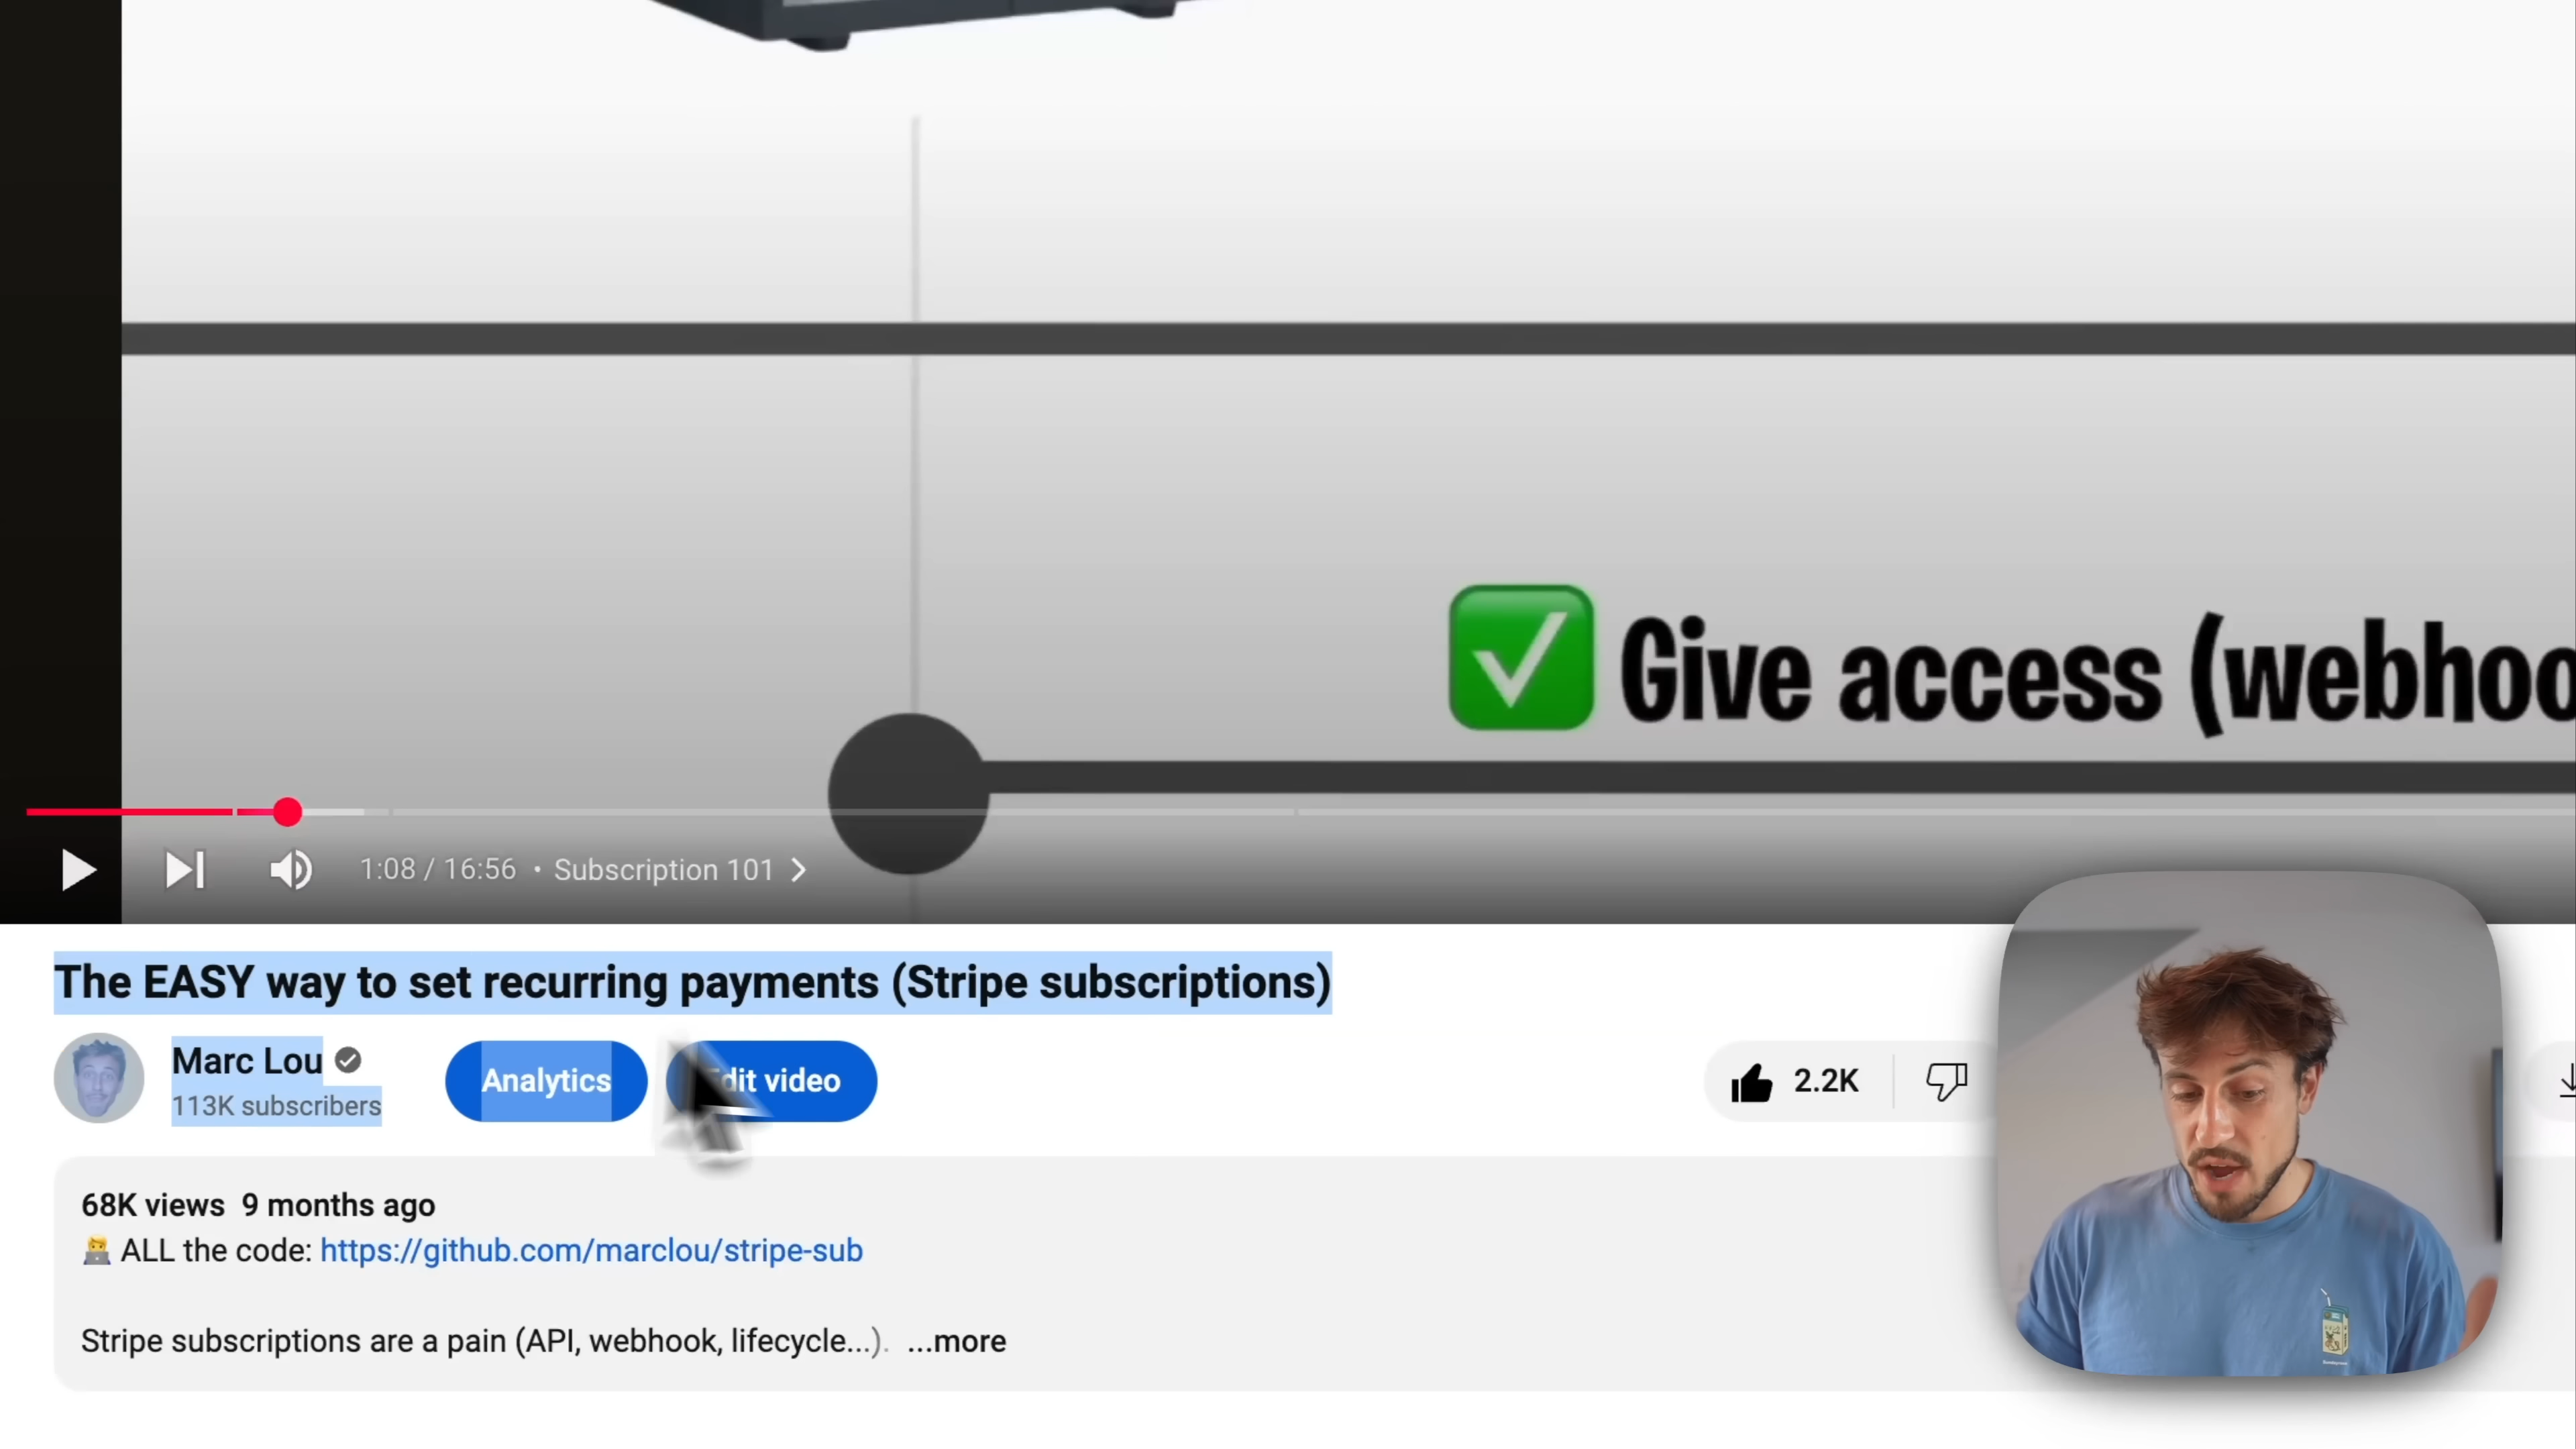 Give access (webhoo
1:08 / 16:56 • Subscription 101 >
The EASY way to set recurring payments (Stripe subscriptions)
Marc Lou
113K subscribers
Analytics
dit video
2.2K
68K views 9 months ago
ALL the code: https://github.com/marclou/stripe-sub
Stripe subscriptions are a pain (API, webhook, lifecycle...). ...more